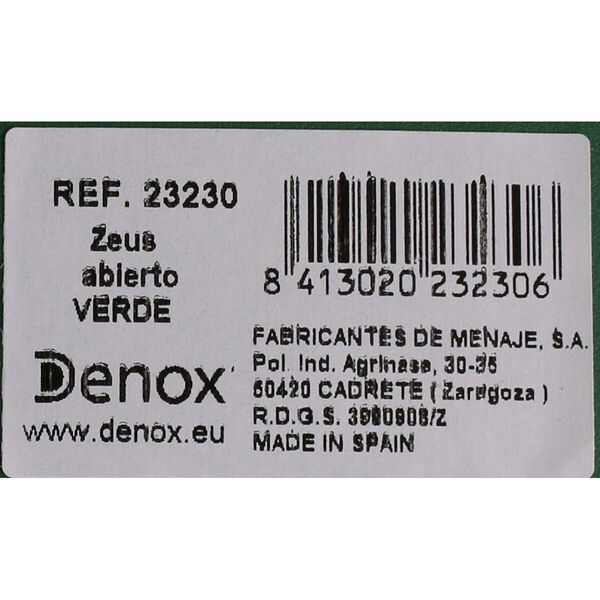 REF. 23230
Zeus
abierto
VERDE
Denox
www.denox.eu
8 413020 232306
FABRICANTES DE MENAJE, S.A.
Pol. Ind. Agrinasa, 30-35
50420 CADRETE (Zaragoza)
R.D.G.S.
MADE IN SPAIN